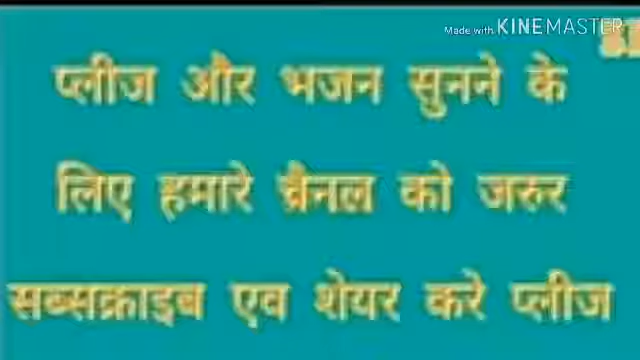 Made with KINEMASTER
प्लीज और भजन सुनने के
लिए हमारे चैनल को जरुर
सब्सक्राइब एव शेयर करे प्लीज